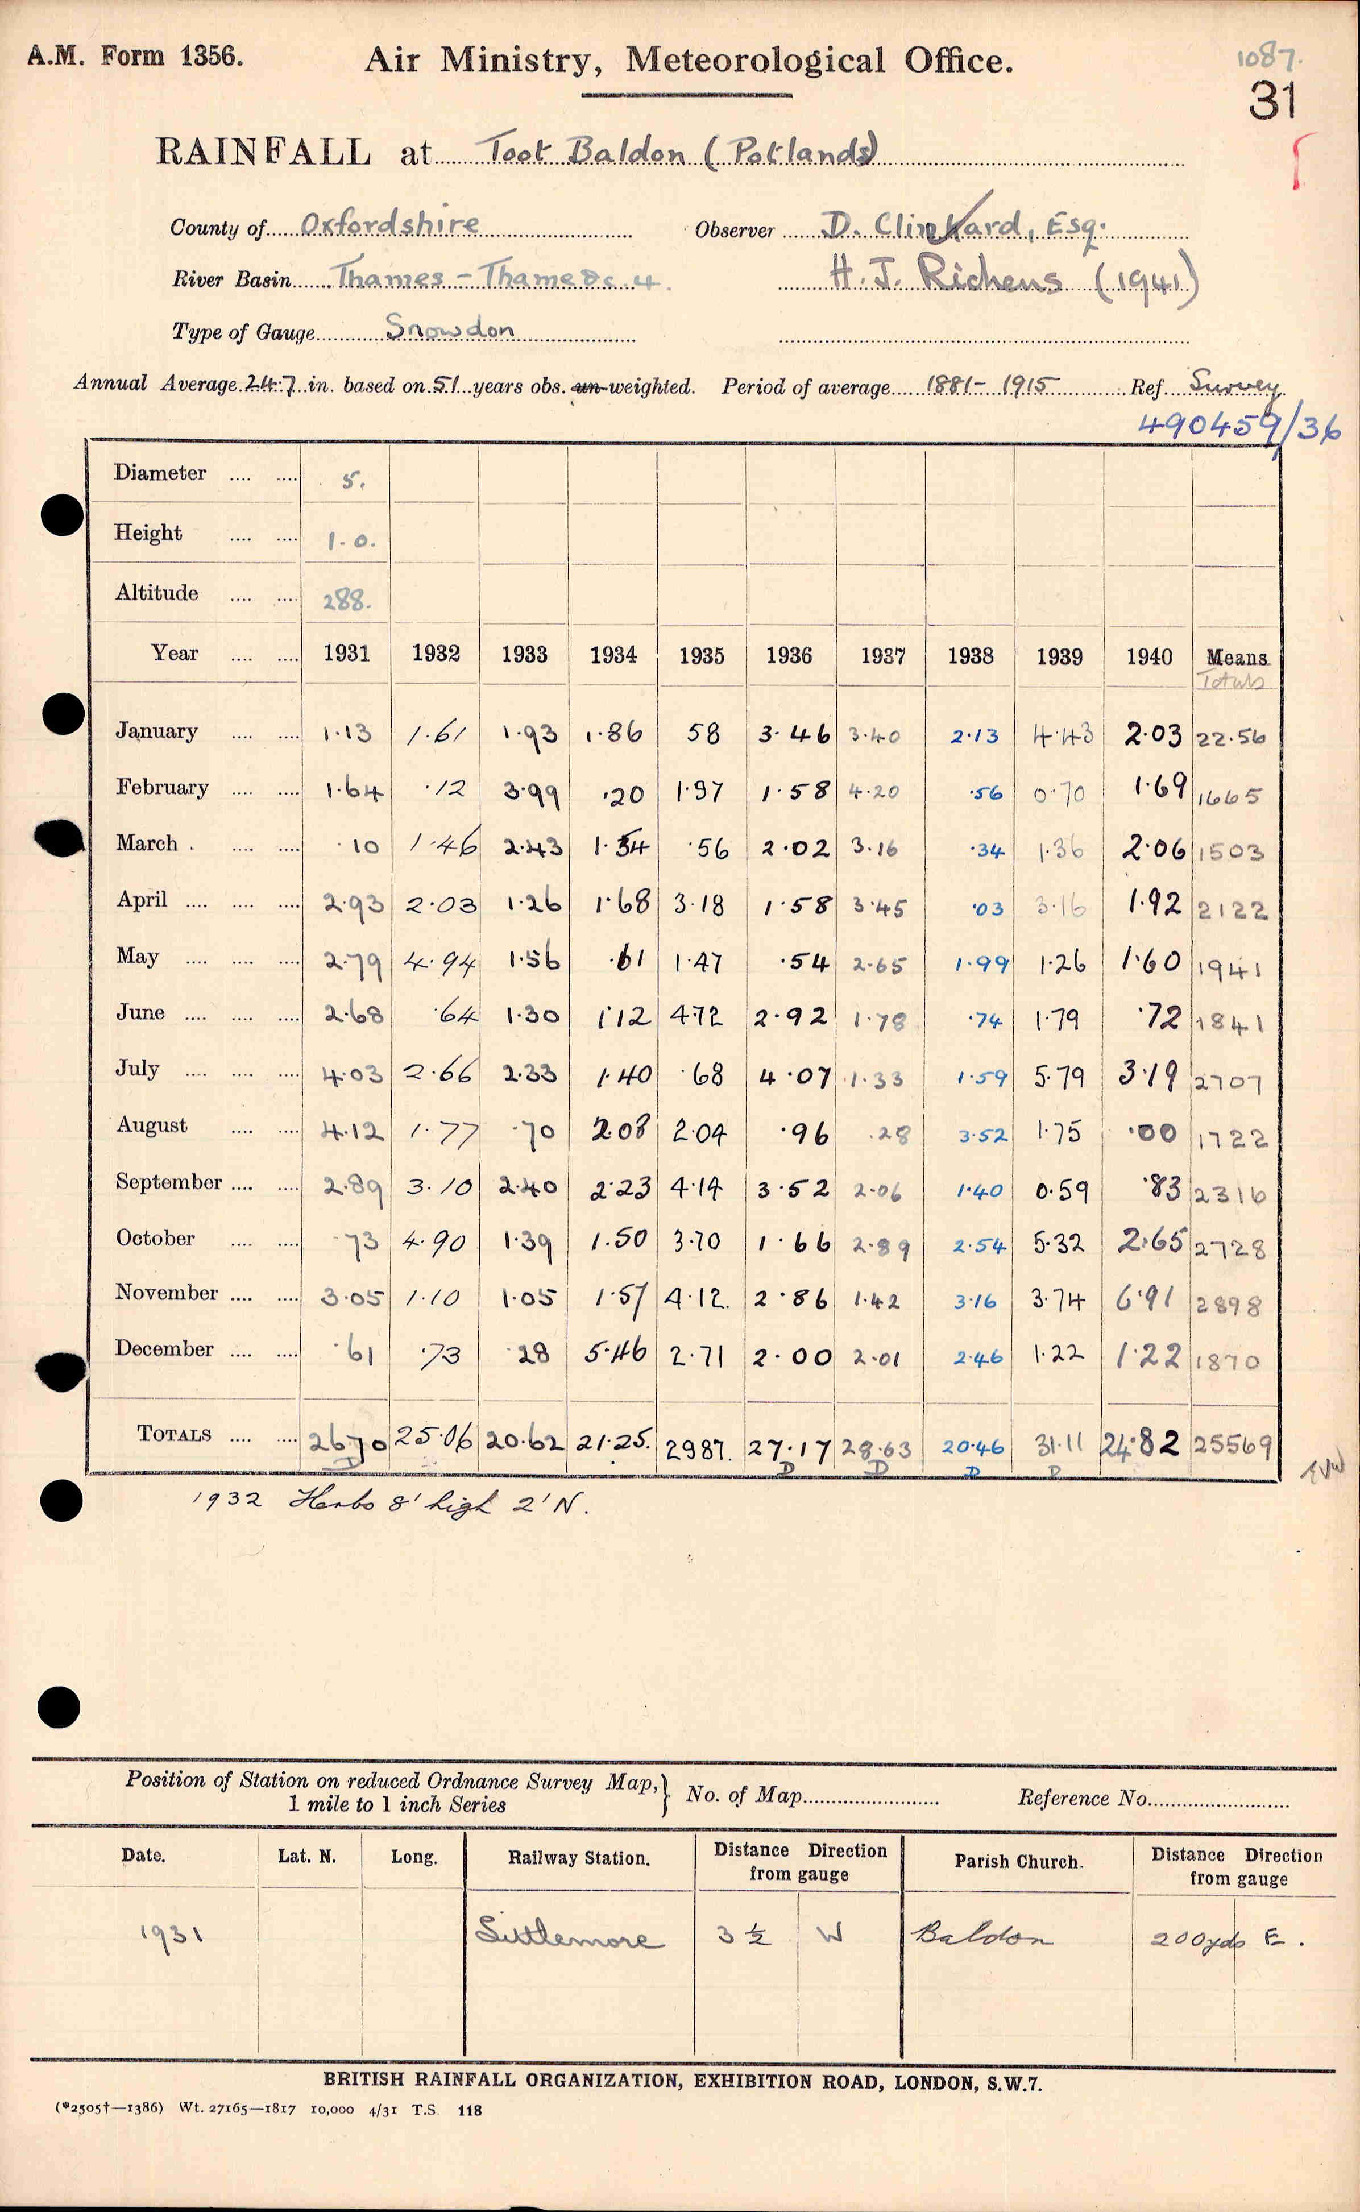 A.M. Form 1356.
Air Ministry, Meteorological Office.
1087.
31
RAINFALL at Toot Baldon (Potlands)
County of Oxfordshire Observer D. Clinkard, Esq.
River Basin Thames - Thame &c. 4. H. J. Richens (1941)
Type of Gauge Snowdon
Annual Average 24.7 in. based on 51 years obs. un-weighted. Period of average 1881 - 1915 Ref Survey
490459/36
Diameter .... .... 5.
Height .... .... 1.0.
Altitude .... .... 288.
Year .... .... 1931 1932 1933 1934 1935 1936 1937 1938 1939 1940 Means
Totals
January .... .... 1.13 1.61 1.93 1.86 58 3.46 3.40 2.13 4.43 2.03 22.56
February .... .... 1.64 .12 3.99 .20 1.97 1.58 4.20 .56 0.70 1.69 1665
March . .... .... .10 1.46 2.43 1.54 .56 2.02 3.16 .34 1.36 2.06 1503
April .... .... .... 2.93 2.03 1.26 1.68 3.18 1.58 3.45 .03 3.16 1.92 2122
May .... .... .... 2.79 4.94 1.56 .61 1.47 .54 2.65 1.99 1.26 1.60 1941
June .... .... .... 2.68 .64 1.30 1.12 4.72 2.92 1.78 .74 1.79 .72 1841
July .... .... .... 4.03 2.66 2.33 1.40 .68 4.07 1.33 1.59 5.79 3.19 2707
August .... .... 4.12 1.77 .70 2.08 2.04 .96 .28 3.52 1.75 .00 1722
September .... .... 2.89 3.10 2.40 2.23 4.14 3.52 2.06 1.40 0.59 .83 2316
October .... .... .73 4.90 1.39 1.50 3.70 1.66 2.89 2.54 5.32 2.65 2728
November .... .... 3.05 1.10 1.05 1.57 4.12 2.86 1.42 3.16 3.74 6.91 2898
December .... .... .61 .73 .28 5.46 2.71 2.00 2.01 2.46 1.22 1.22 1870
TOTALS .... .... 26.70 25.06 20.62 21.25. 29.87. 27.17 28.63 20.46 31.11 24.82 25569
D D D D D
1932 Herbs 8' high 2' N.
Position of Station on reduced Ordnance Survey Map, } No. of Map Reference No.
1 mile to 1 inch Series
Date. Lat. N. Long. Railway Station. Distance Direction from gauge Parish Church. Distance Direction from gauge
1931 Littlemore 3 ½ W Baldon 200yds E.
BRITISH RAINFALL ORGANIZATION, EXHIBITION ROAD, LONDON, S.W.7.
(*2505†—1386) Wt. 27165—1817 10,000 4/31 T.S. 118